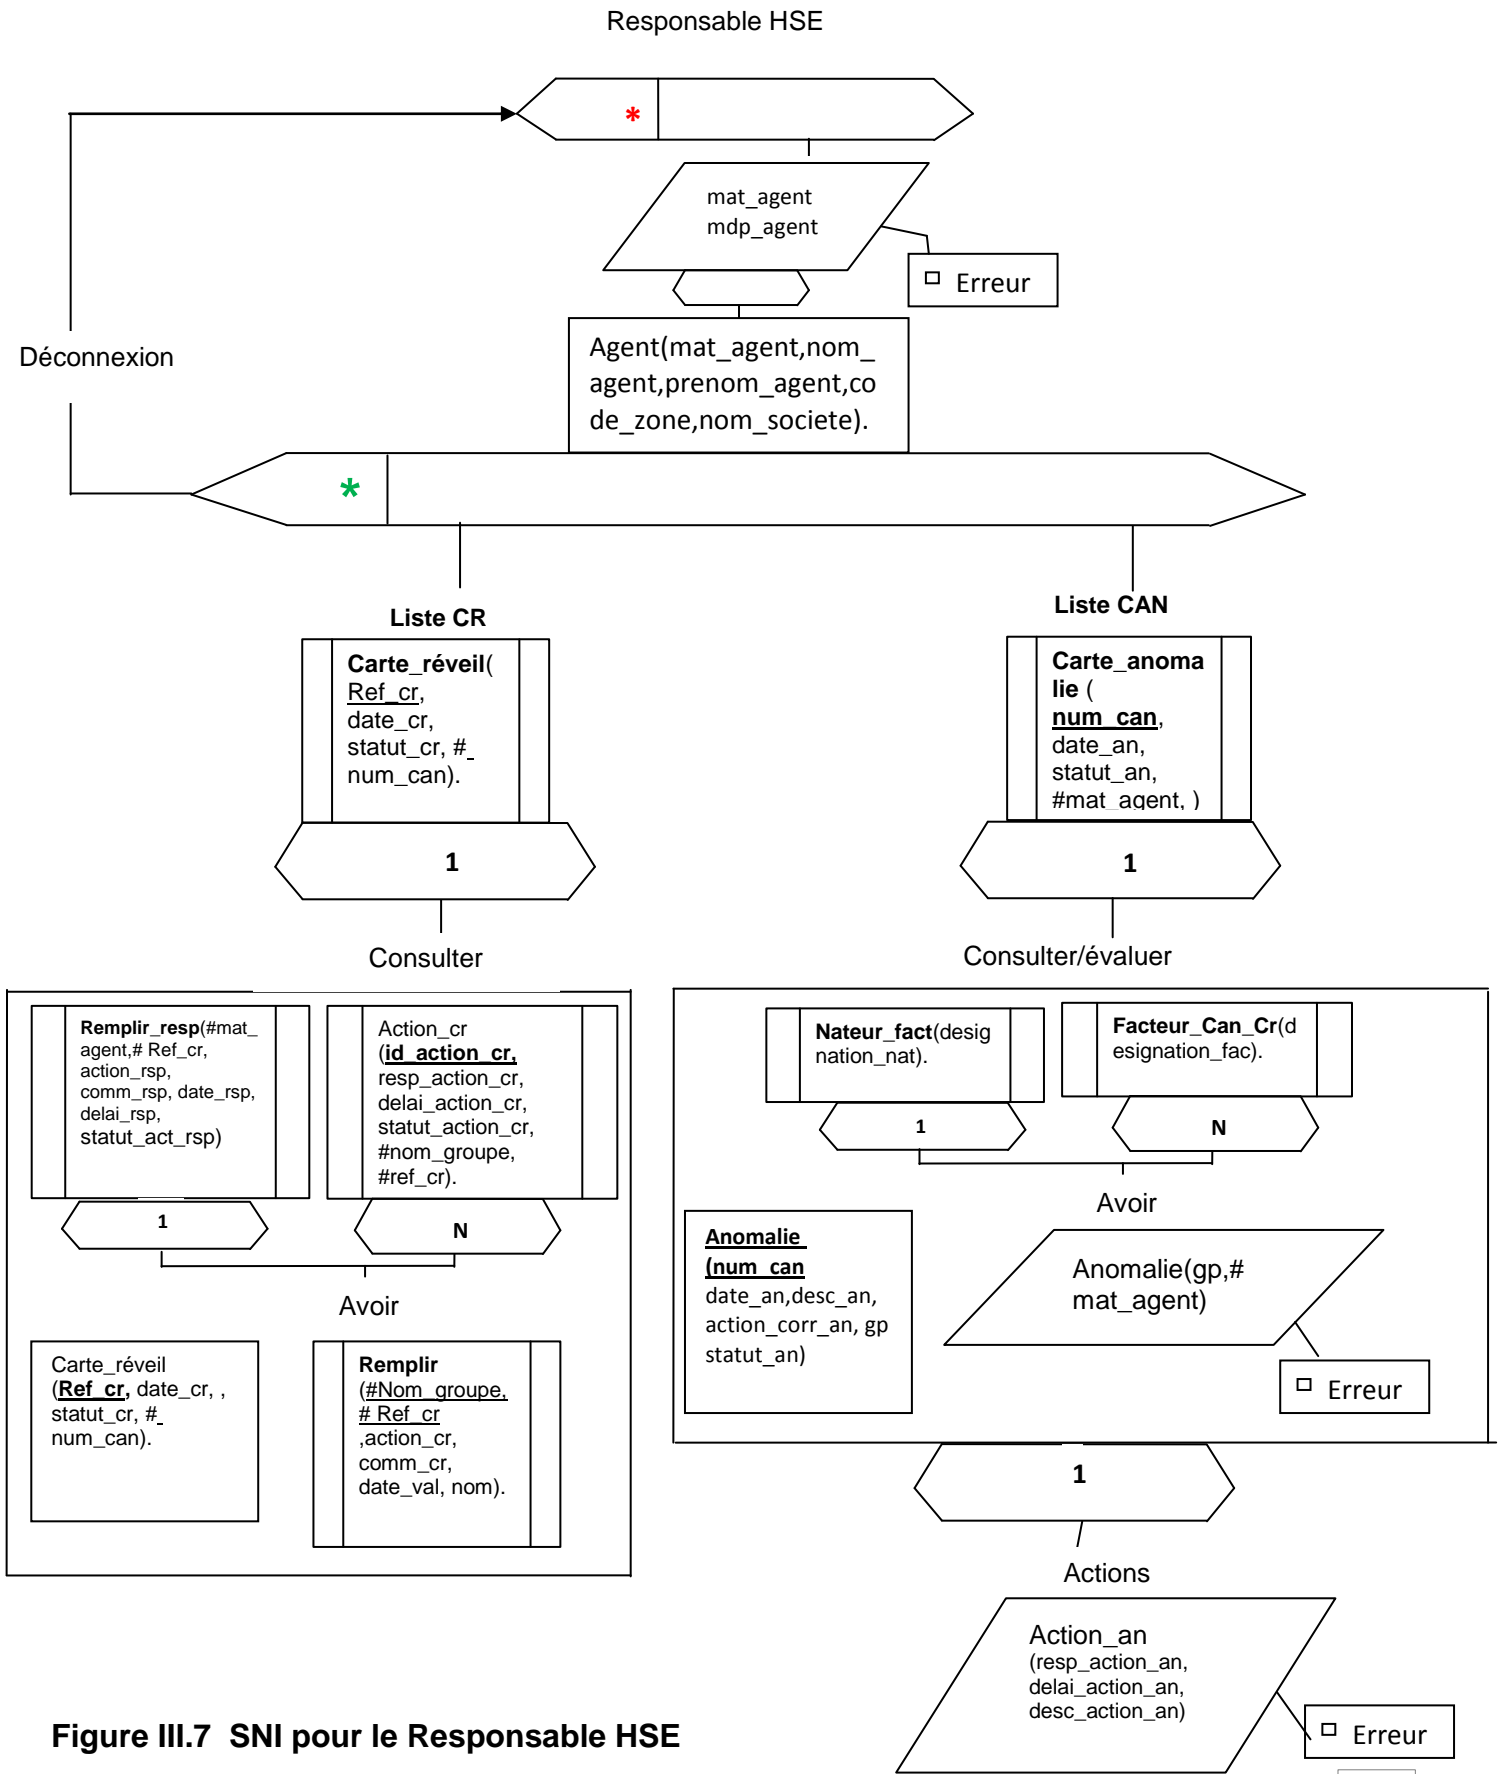 Responsable HSE
*
mat_agent
mdp_agent
Erreur
Agent(mat_agent,nom_
agent,prenom_agent,co
de_zone,nom_societe).
Déconnexion
*
Liste CR
Carte_réveil(
Ref_cr,
date_cr,
statut_cr, #_
num_can).
1
Consulter
Liste CAN
Carte_anoma
lie (
num_can,
date_an,
statut_an,
#mat_agent, )
1
Consulter/évaluer
Remplir_resp(#mat_
agent,# Ref_cr,
action_rsp,
comm_rsp, date_rsp,
delai_rsp,
statut_act_rsp)
1
Action_cr
(id_action_cr,
resp_action_cr,
delai_action_cr,
statut_action_cr,
#nom_groupe,
#ref_cr).
N
Avoir
Carte_réveil
(Ref_cr, date_cr, ,
statut_cr, #_
num_can).
Remplir
(#Nom_groupe,
# Ref_cr
,action_cr,
comm_cr,
date_val, nom).
Nateur_fact(desig
nation_nat).
1
Facteur_Can_Cr(d
esignation_fac).
N
Avoir
Anomalie
(num_can
date_an,desc_an,
action_corr_an, gp
statut_an)
Anomalie(gp,#
mat_agent)
Erreur
1
Actions
Action_an
(resp_action_an,
delai_action_an,
desc_action_an)
Erreur
Figure III.7 SNI pour le Responsable HSE